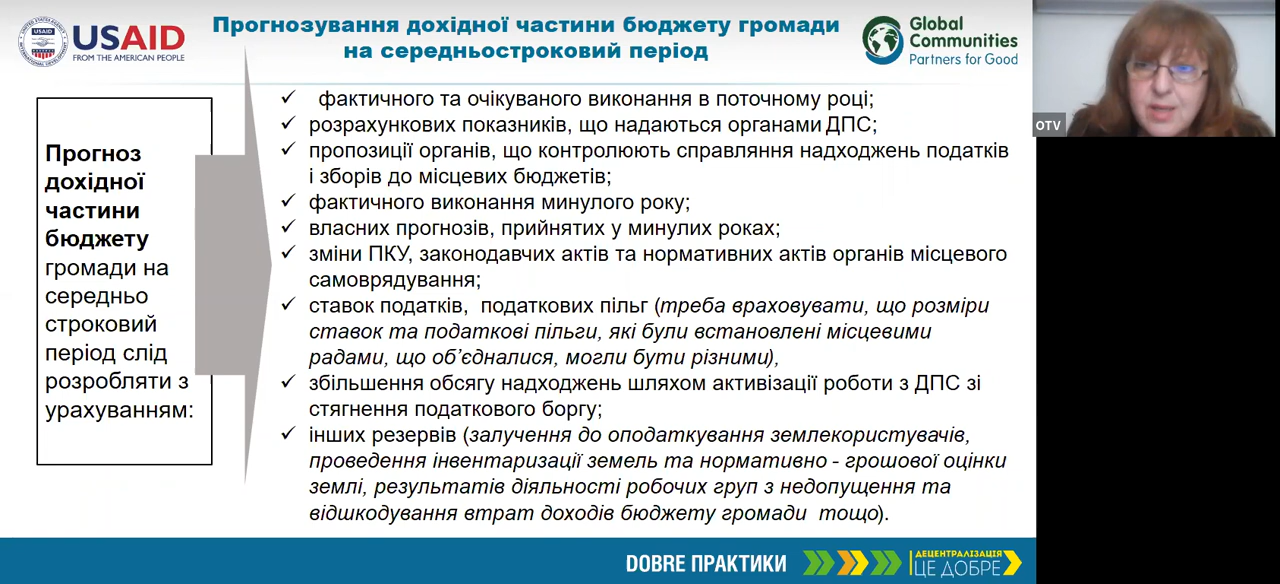 USAID
FROM THE AMERICAN PEOPLE
Прогнозування дохідної частини бюджету громади
на середньостроковий період
Global
Communities
Partners for Good
OTV
Прогноз
дохідної
частини
бюджету
громади на
середньо
строковий
період слід
розробляти з
урахуванням:
✓ фактичного та очікуваного виконання в поточному році;
✓ розрахункових показників, що надаються органами ДПС;
✓ пропозиції органів, що контролюють справляння надходжень податків
і зборів до місцевих бюджетів;
✓ фактичного виконання минулого року;
✓ власних прогнозів, прийнятих у минулих роках;
✓ зміни ПКУ, законодавчих актів та нормативних актів органів місцевого
самоврядування;
✓ ставок податків, податкових пільг (треба враховувати, що розміри
ставок та податкові пільги, які були встановлені місцевими
радами, що об’єдналися, могли бути різними),
✓ збільшення обсягу надходжень шляхом активізації роботи з ДПС зі
стягнення податкового боргу;
✓ інших резервів (залучення до оподаткування землекористувачів,
проведення інвентаризації земель та нормативно - грошової оцінки
землі, результатів діяльності робочих груп з недопущення та
відшкодування втрат доходів бюджету громади тощо).
DOBRE ПРАКТИКИ
ДЕЦЕНТРАЛІЗАЦІЯ
ЦЕ ДОБРЕ